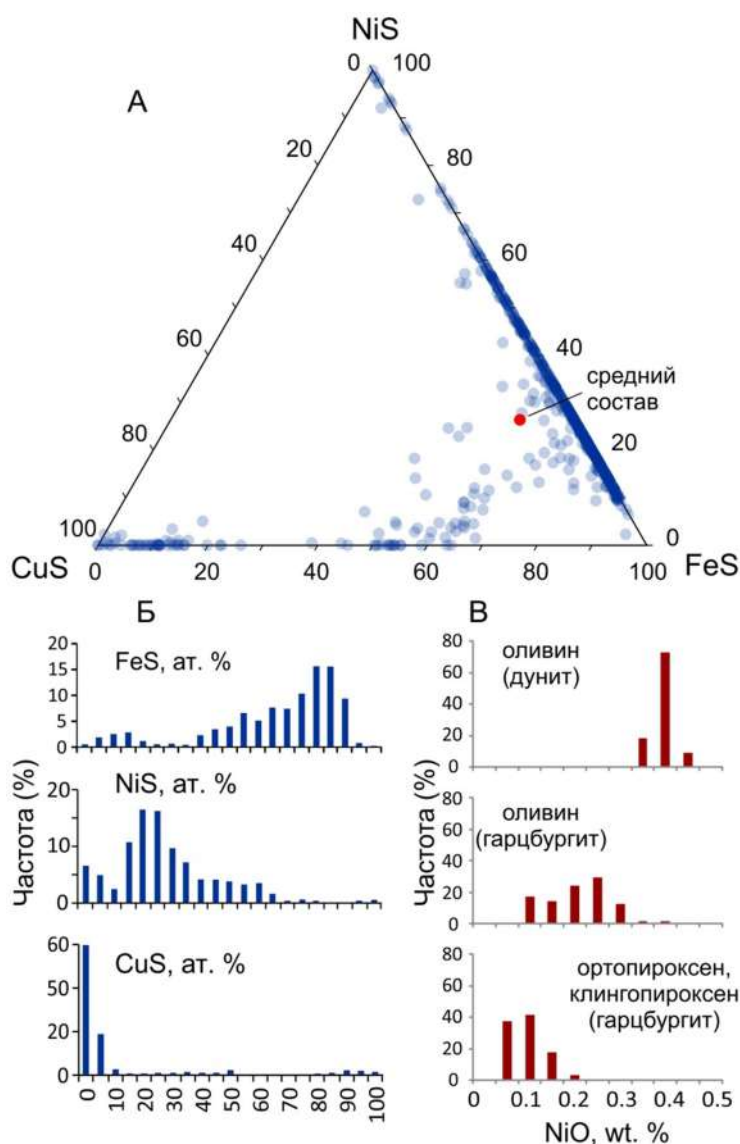 NiS
0 100
А
20
80
40
60
60
40
средний
состав
80
20
100
0
CuS
0 20 40 60 80 100
FeS
Б
В
20
15
10
5
0
FeS, ат. %
20
10
0
NiS, ат. %
60
50
20
0
CuS, ат. %
Частота (%)
0
10
20
30
40
50
60
70
80
90
100
80
60
40
20
0
оливин
(дунит)
80
60
40
20
0
оливин
(гарцбургит)
80
60
40
20
0
ортопироксен,
клингопироксен
(гарцбургит)
Частота (%)
0 0.1 0.2 0.3 0.4 0.5
NiO, wt. %